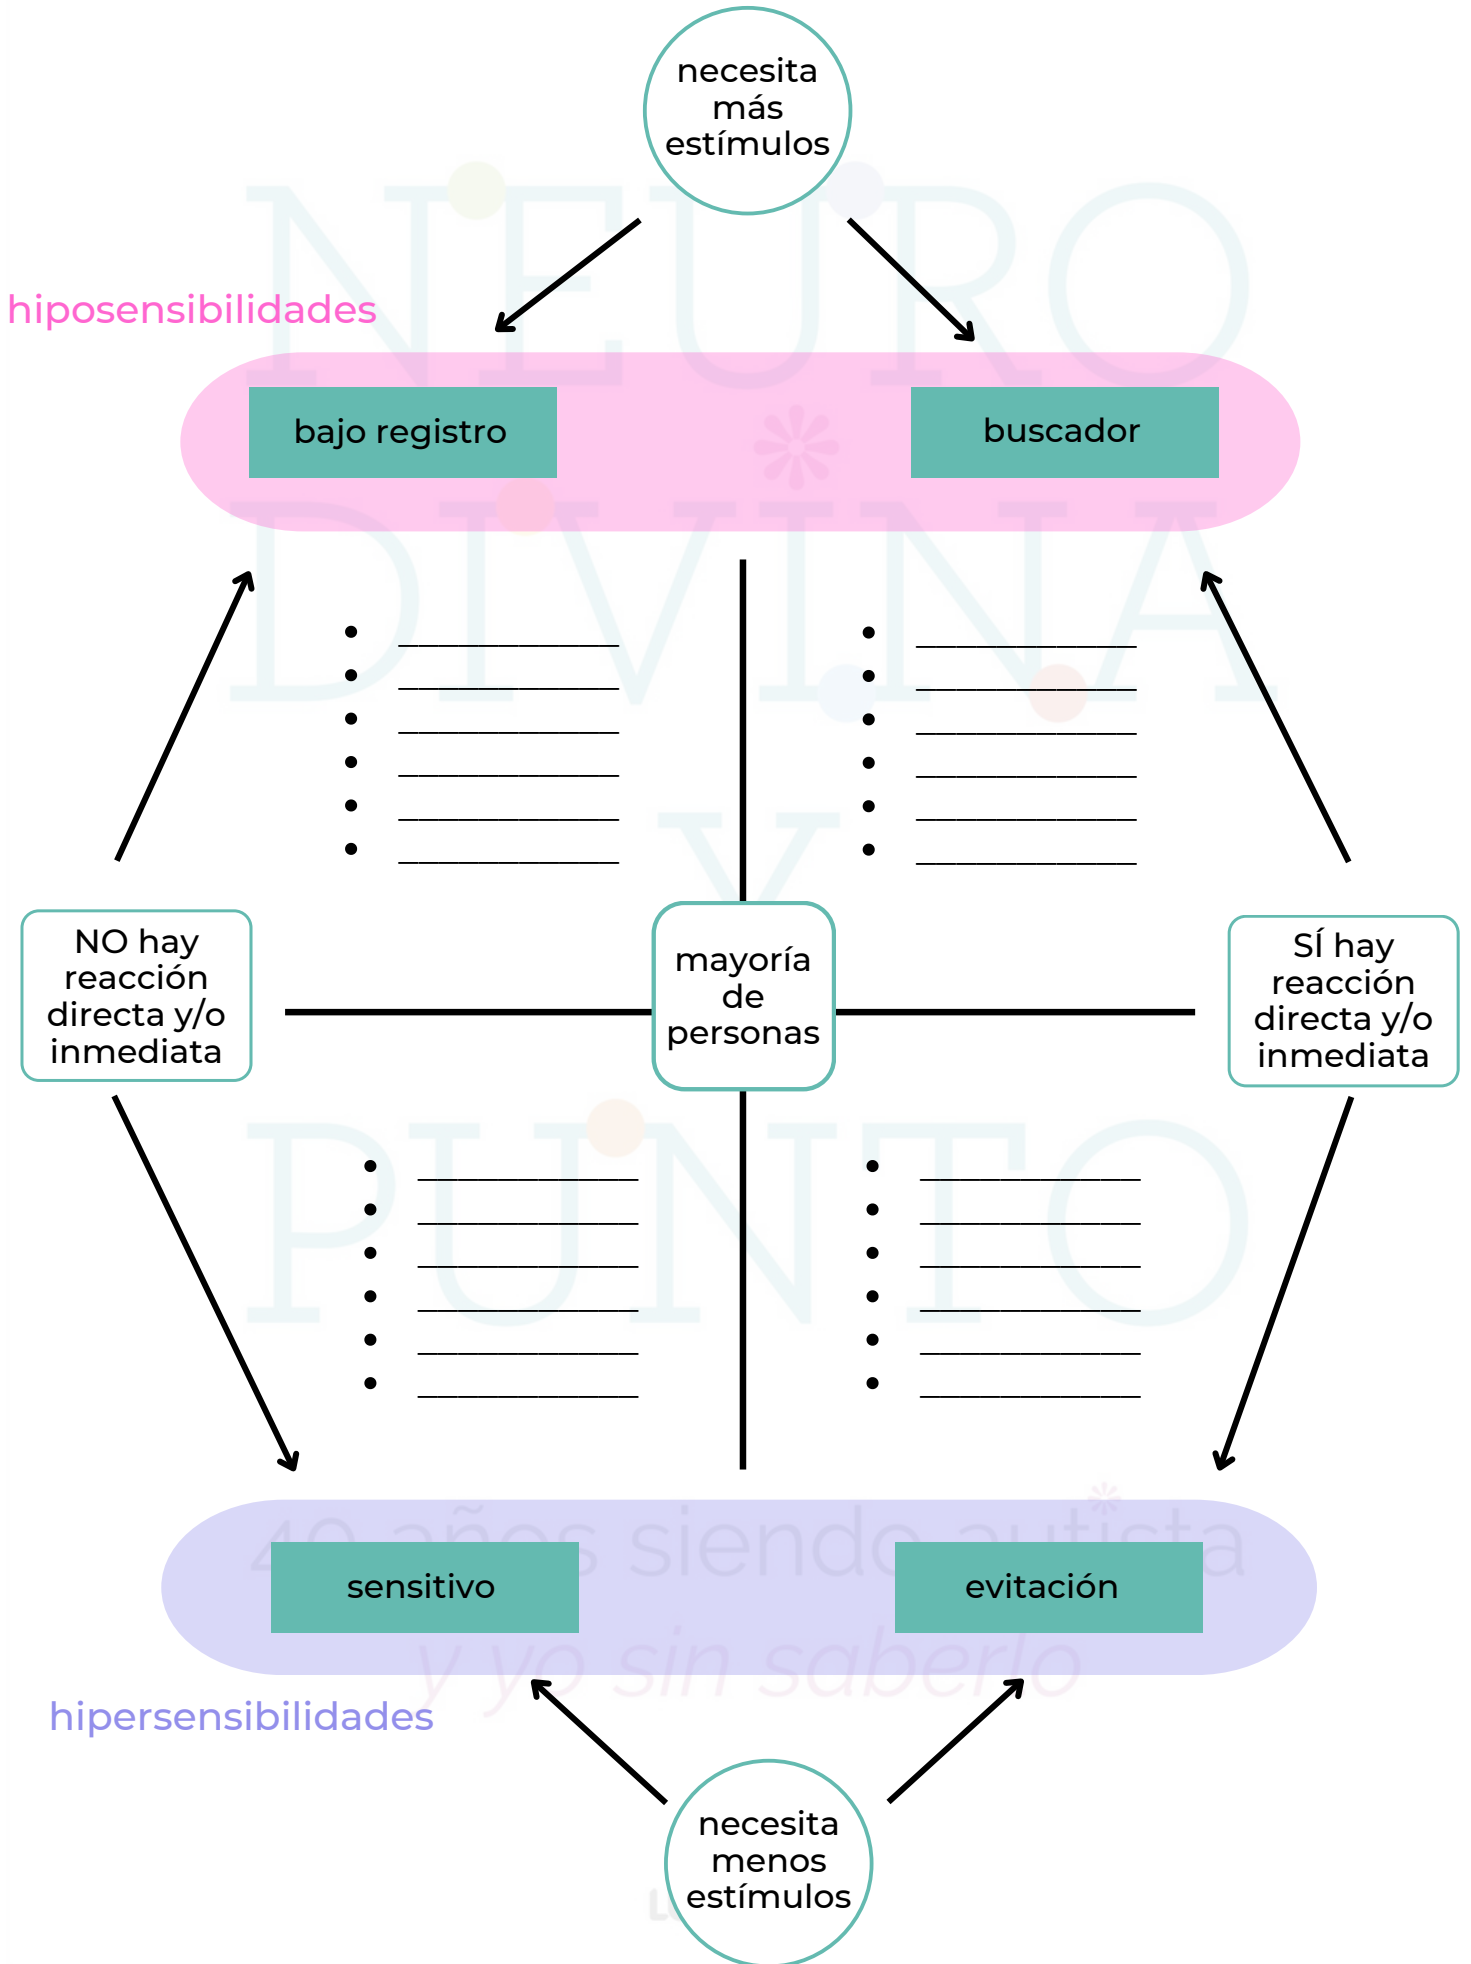 necesita
más
estímulos
NEURO
hiposensibilidades
bajo registro
buscador
DIVINA
Y
NO hay
reacción
directa y/o
inmediata
mayoría
de
personas
SÍ hay
reacción
directa y/o
inmediata
PUNTO
40 años siendo autista
sensitivo
evitación
y yo sin saberlo
hipersensibilidades
necesita
menos
estímulos